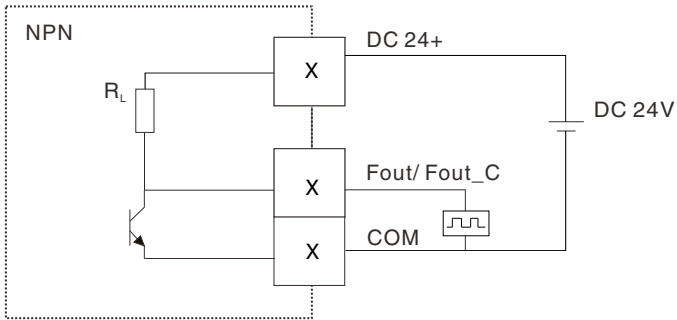 NPN
DC 24+
X
R_L
DC 24V
X
Fout/ Fout_C
X
COM